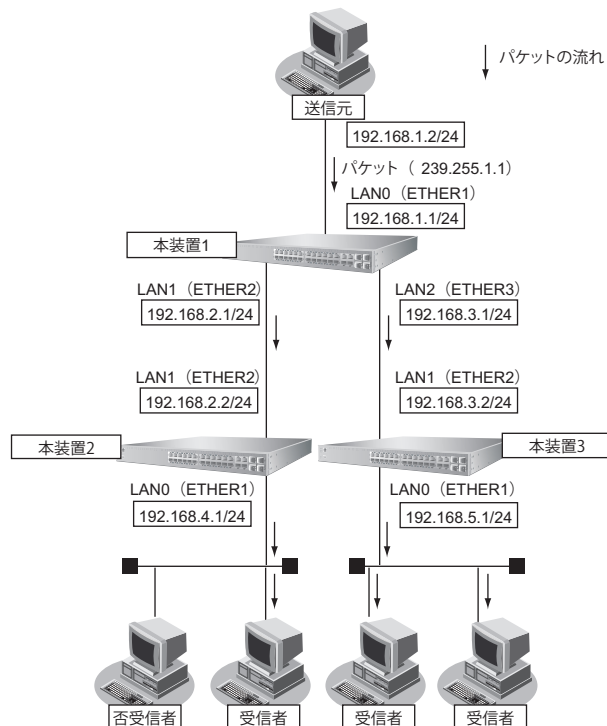 パケットの流れ
送信元
192.168.1.2/24
パケット（ 239.255.1.1）
LAN0（ETHER1）
192.168.1.1/24
本装置1
LAN1（ETHER2）
192.168.2.1/24
LAN2（ETHER3）
192.168.3.1/24
LAN1（ETHER2）
192.168.2.2/24
LAN1（ETHER2）
192.168.3.2/24
本装置2
本装置3
LAN0（ETHER1）
192.168.4.1/24
LAN0（ETHER1）
192.168.5.1/24
否受信者
受信者
受信者
受信者